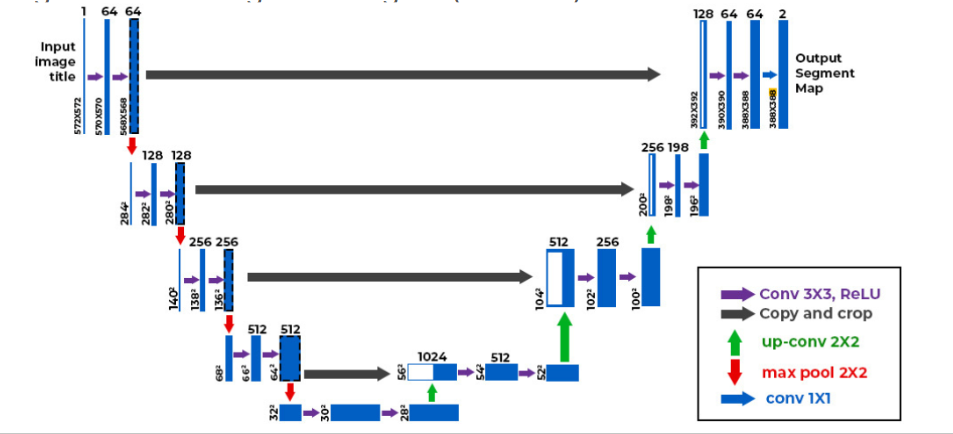 1 64 64
128 64 64 2
Input
image
title
Output
Segment
Map
572X572
570X570
568X568
392X392
390X390
388X388
388X388
128 128
256 198
284²
282²
280²
200²
198²
196²
256 256
512 256
140²
138²
136²
104²
102²
100²
512 512
1024 512
68²
66²
64²
56²
54²
52²
32²
30²
28²
Conv 3X3, ReLU
Copy and crop
up-conv 2X2
max pool 2X2
conv 1X1